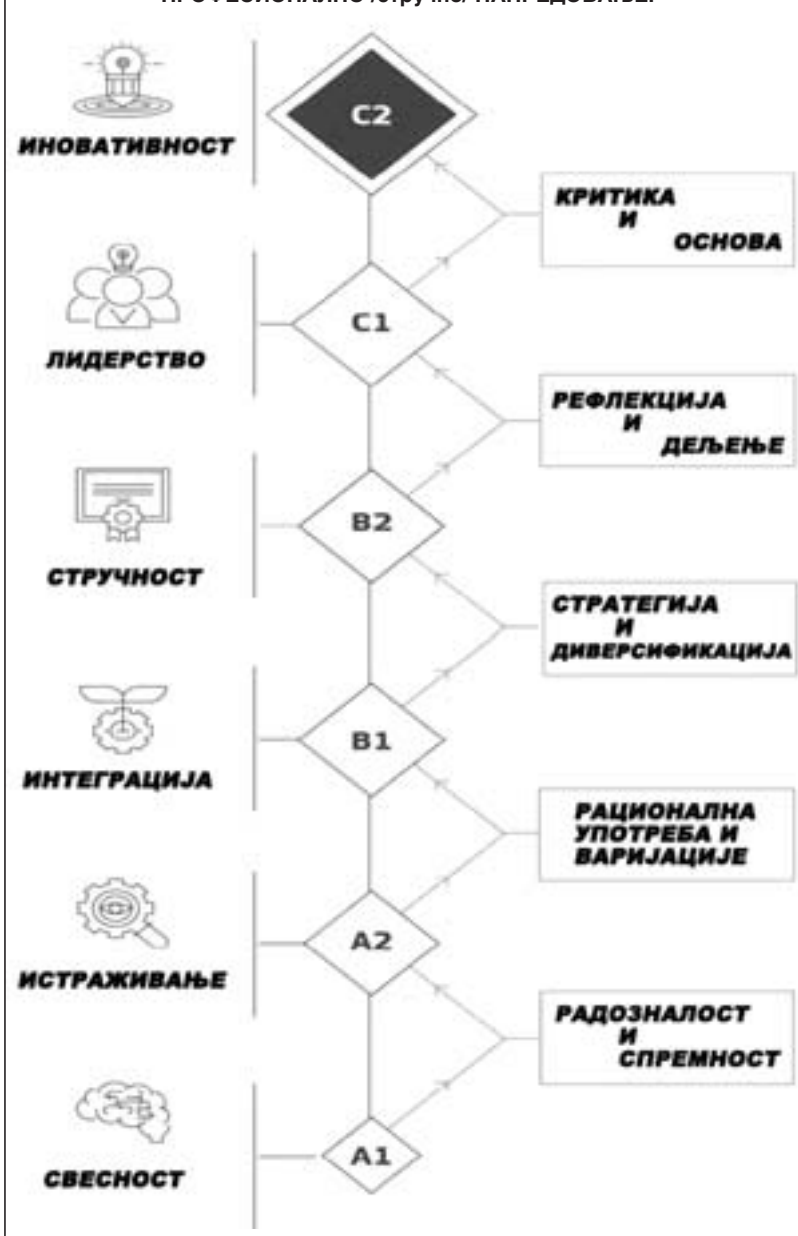 ИНОВАТИВНОСТ
C2
КРИТИКА
И
ОСНОВА
ЛИДЕРСТВО
C1
РЕФЛЕКЦИЈА
И
ДЕЉЕЊЕ
СТРУЧНОСТ
B2
СТРАТЕГИЈА
И
ДИВЕРСИФИКАЦИЈА
ИНТЕГРАЦИЈА
B1
РАЦИОНАЛНА
УПОТРЕБА И
ВАРИЈАЦИЈЕ
ИСТРАЖИВАЊЕ
A2
РАДОЗНАЛОСТ
И
СПРЕМНОСТ
СВЕСНОСТ
A1